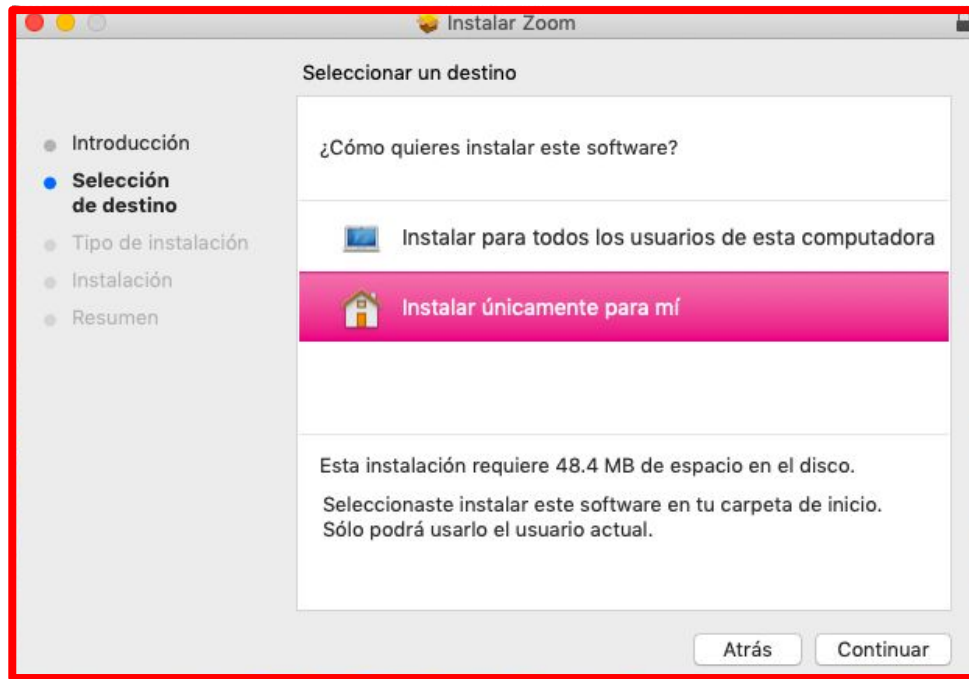 Instalar Zoom
Seleccionar un destino
Introducción
Selección
de destino
Tipo de instalación
Instalación
Resumen
¿Cómo quieres instalar este software?
Instalar para todos los usuarios de esta computadora
Instalar únicamente para mí
Esta instalación requiere 48.4 MB de espacio en el disco.
Seleccionaste instalar este software en tu carpeta de inicio.
Sólo podrá usarlo el usuario actual.
Atrás
Continuar